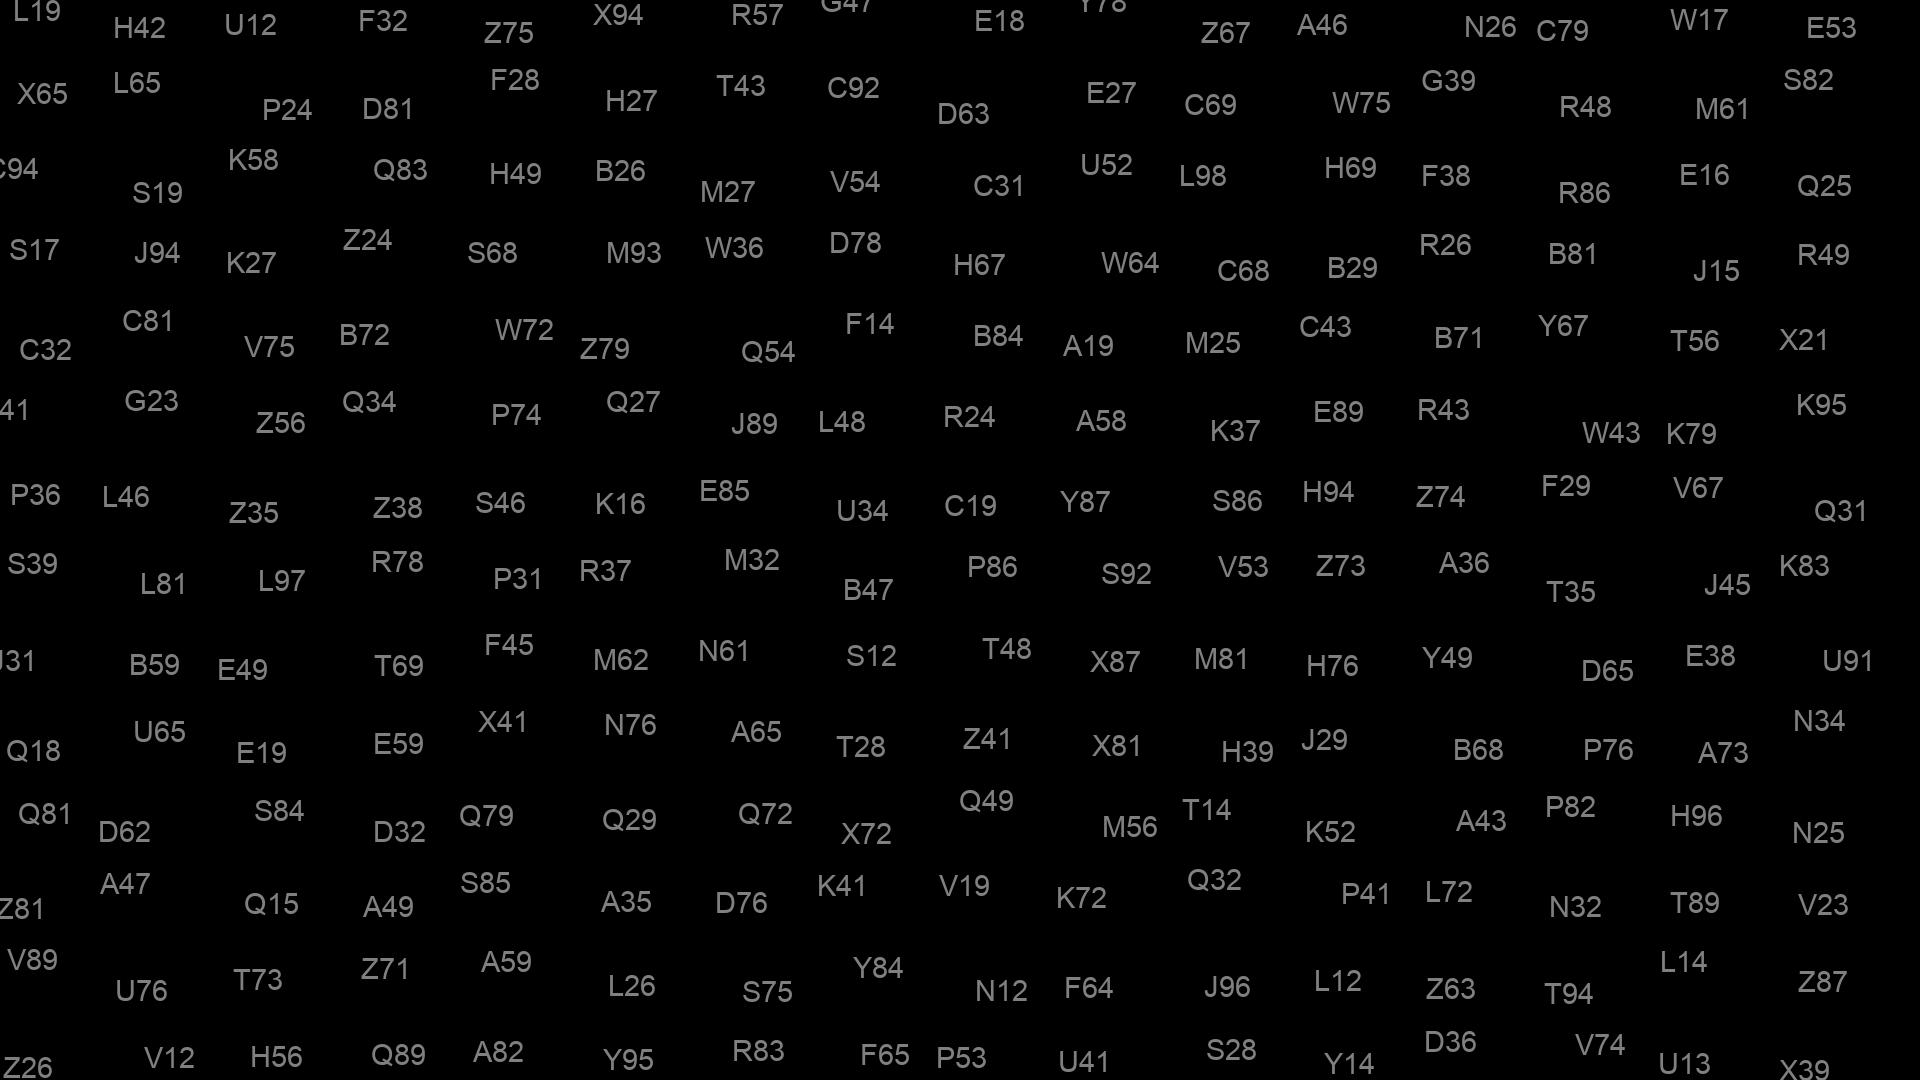 L19 H42 U12 F32 Z75 X94 R57 G47 E18 Y78 Z67 A46 N26 C79 W17 E53
X65 L65 P24 D81 F28 H27 T43 C92 D63 E27 C69 W75 G39 R48 M61 S82
C94 S19 K58 Q83 H49 B26 M27 V54 C31 U52 L98 H69 F38 R86 E16 Q25
S17 J94 K27 Z24 S68 M93 W36 D78 H67 W64 C68 B29 R26 B81 J15 R49
C32 C81 V75 B72 W72 Z79 Q54 F14 B84 A19 M25 C43 B71 Y67 T56 X21
41 G23 Z56 Q34 P74 Q27 J89 L48 R24 A58 K37 E89 R43 W43 K79 K95
P36 L46 Z35 Z38 S46 K16 E85 U34 C19 Y87 S86 H94 Z74 F29 V67 Q31
S39 L81 L97 R78 P31 R37 M32 B47 P86 S92 V53 Z73 A36 T35 J45 K83
31 B59 E49 T69 F45 M62 N61 S12 T48 X87 M81 H76 Y49 D65 E38 U91
Q18 U65 E19 E59 X41 N76 A65 T28 Z41 X81 H39 J29 B68 P76 A73 N34
Q81 D62 S84 D32 Q79 Q29 Q72 X72 Q49 M56 T14 K52 A43 P82 H96 N25
Z81 A47 Q15 A49 S85 A35 D76 K41 V19 K72 Q32 P41 L72 N32 T89 V23
V89 U76 T73 Z71 A59 L26 S75 Y84 N12 F64 J96 L12 Z63 T94 L14 Z87
Z26 V12 H56 Q89 A82 Y95 R83 F65 P53 U41 S28 Y14 D36 V74 U13 X39